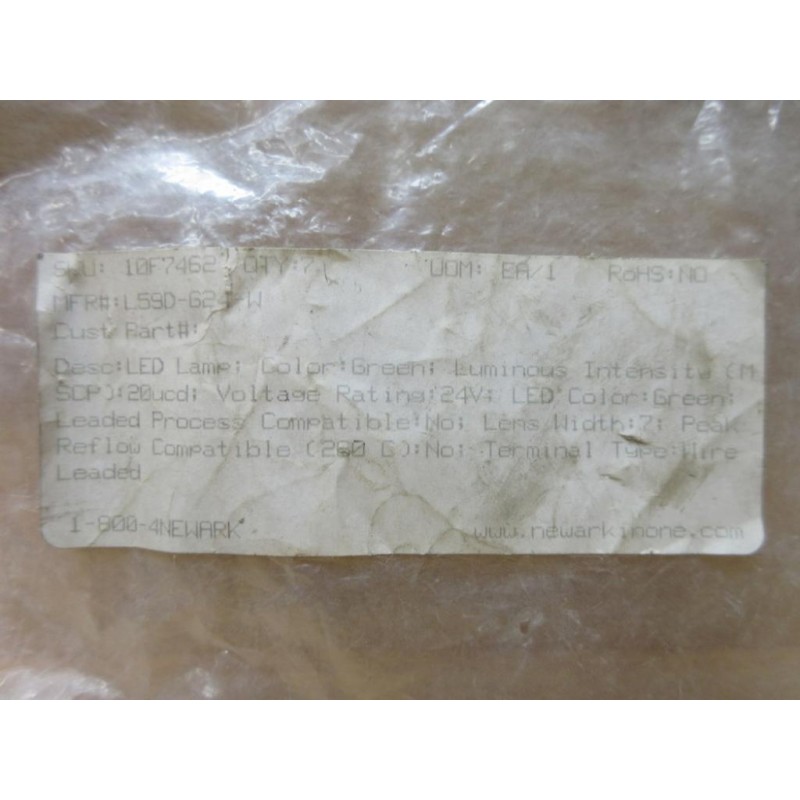 SKU: 10F7462 QTY:7 UOM: EA/1 RoHS:NO
MFR#:L59D-G24-W
Cust Part#:
Desc:LED Lamp; Color:Green; Luminous Intensity (M
SCP):20ucd; Voltage Rating:24V; LED Color:Green;
Leaded Process Compatible:No; Lens Width:7; Peak
Reflow Compatible (260 C):No; Terminal Type:Wire
Leaded
1-800-4NEWARK www.newarkinone.com